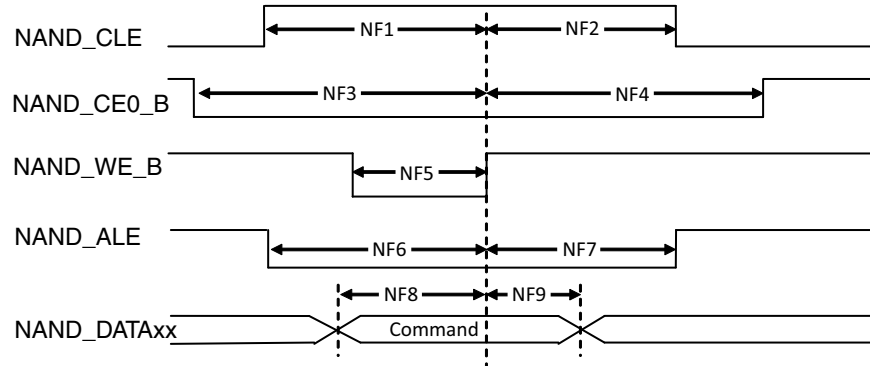 NAND_CLE NF1 NF2
NAND_CE0_B NF3 NF4
NAND_WE_B NF5
NAND_ALE NF6 NF7
NF8 NF9
NAND_DATAxx Command